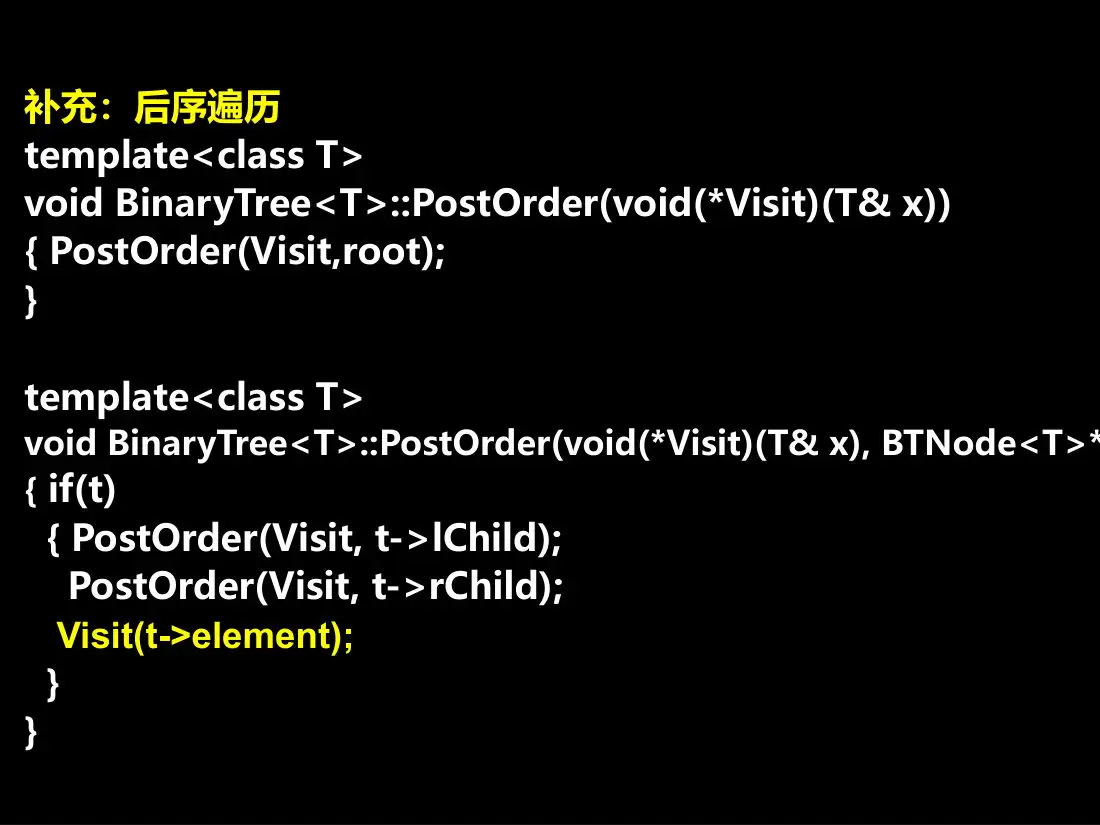 补充：后序遍历
template<class T>
void BinaryTree<T>::PostOrder(void(*Visit)(T& x))
{ PostOrder(Visit,root);
}
template<class T>
void BinaryTree<T>::PostOrder(void(*Visit)(T& x), BTNode<T>*
{ if(t)
{ PostOrder(Visit, t->lChild);
PostOrder(Visit, t->rChild);
Visit(t->element);
}
}